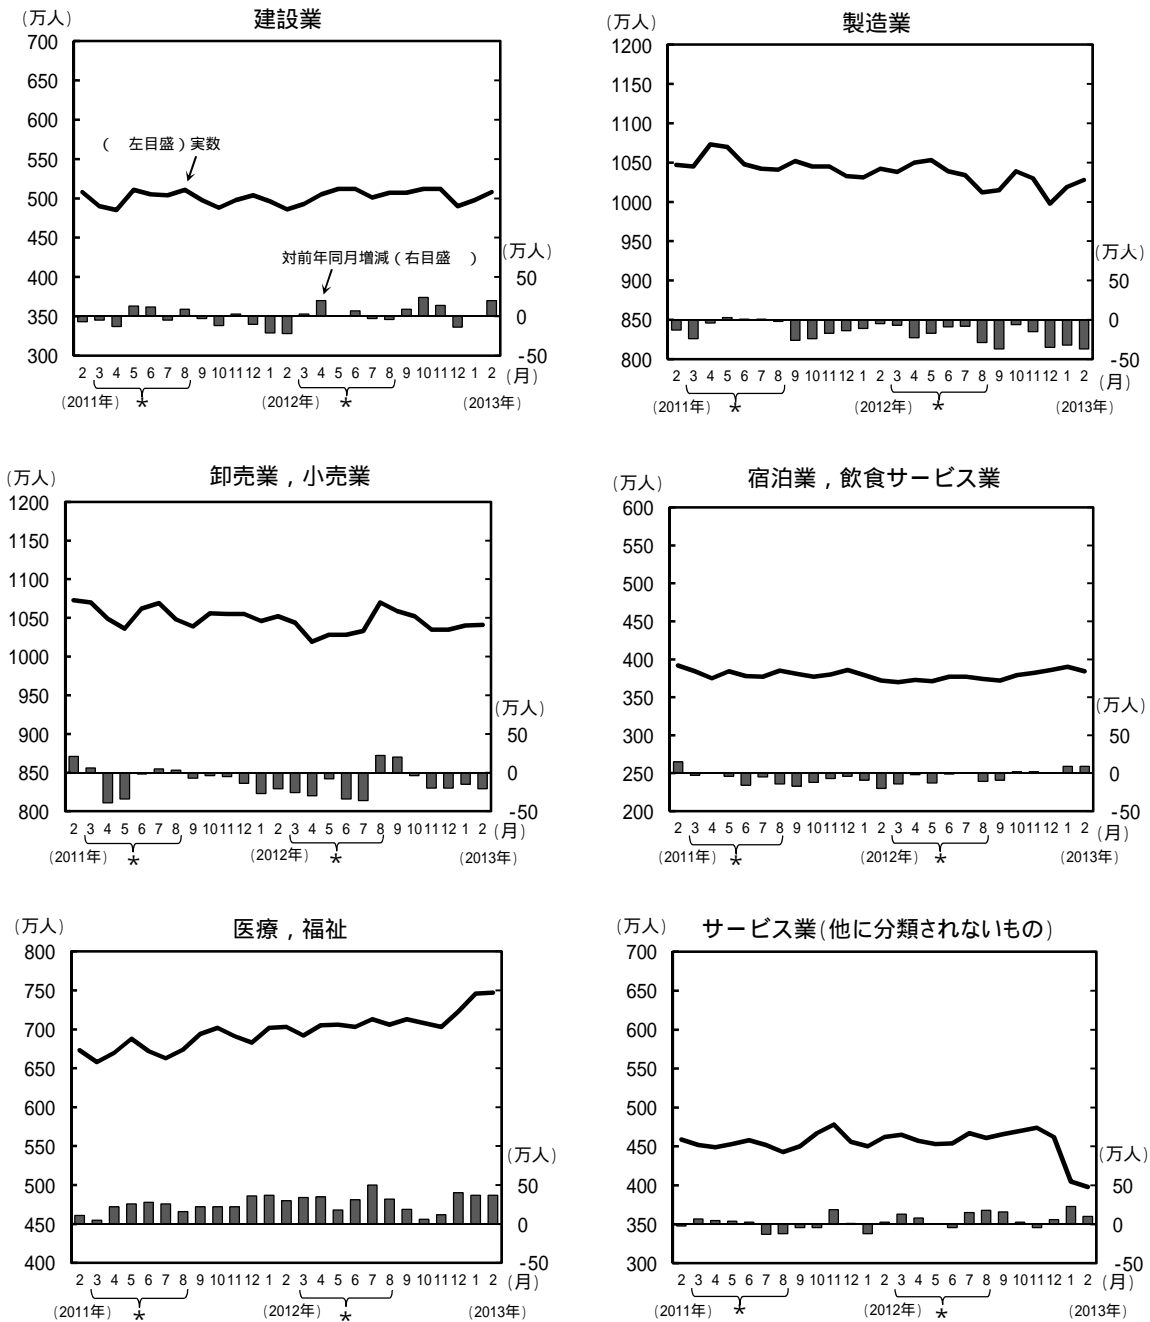 建設業
(万人)
700
650
600
550
500
450
400
350
300
( 左目盛)実数
対前年同月増減(右目盛 )
(万人)
50
0
-50
2 3 4 5 6 7 8 9 10 11 12 1 2 3 4 5 6 7 8 9 10 11 12 1 2 (月)
(2011年) * (2012年) * (2013年)
製造業
(万人)
1200
1150
1100
1050
1000
950
900
850
800
(万人)
50
0
-50
2 3 4 5 6 7 8 9 10 11 12 1 2 3 4 5 6 7 8 9 10 11 12 1 2 (月)
(2011年) * (2012年) * (2013年)
卸売業,小売業
(万人)
1200
1150
1100
1050
1000
950
900
850
800
(万人)
50
0
-50
2 3 4 5 6 7 8 9 10 11 12 1 2 3 4 5 6 7 8 9 10 11 12 1 2 (月)
(2011年) * (2012年) * (2013年)
宿泊業,飲食サービス業
(万人)
600
550
500
450
400
350
300
250
200
(万人)
50
0
-50
2 3 4 5 6 7 8 9 10 11 12 1 2 3 4 5 6 7 8 9 10 11 12 1 2 (月)
(2011年) * (2012年) * (2013年)
医療,福祉
(万人)
800
750
700
650
600
550
500
450
400
(万人)
50
0
-50
2 3 4 5 6 7 8 9 10 11 12 1 2 3 4 5 6 7 8 9 10 11 12 1 2 (月)
(2011年) * (2012年) * (2013年)
サービス業(他に分類されないもの)
(万人)
700
650
600
550
500
450
400
350
300
(万人)
50
0
-50
2 3 4 5 6 7 8 9 10 11 12 1 2 3 4 5 6 7 8 9 10 11 12 1 2 (月)
(2011年) * (2012年) * (2013年)